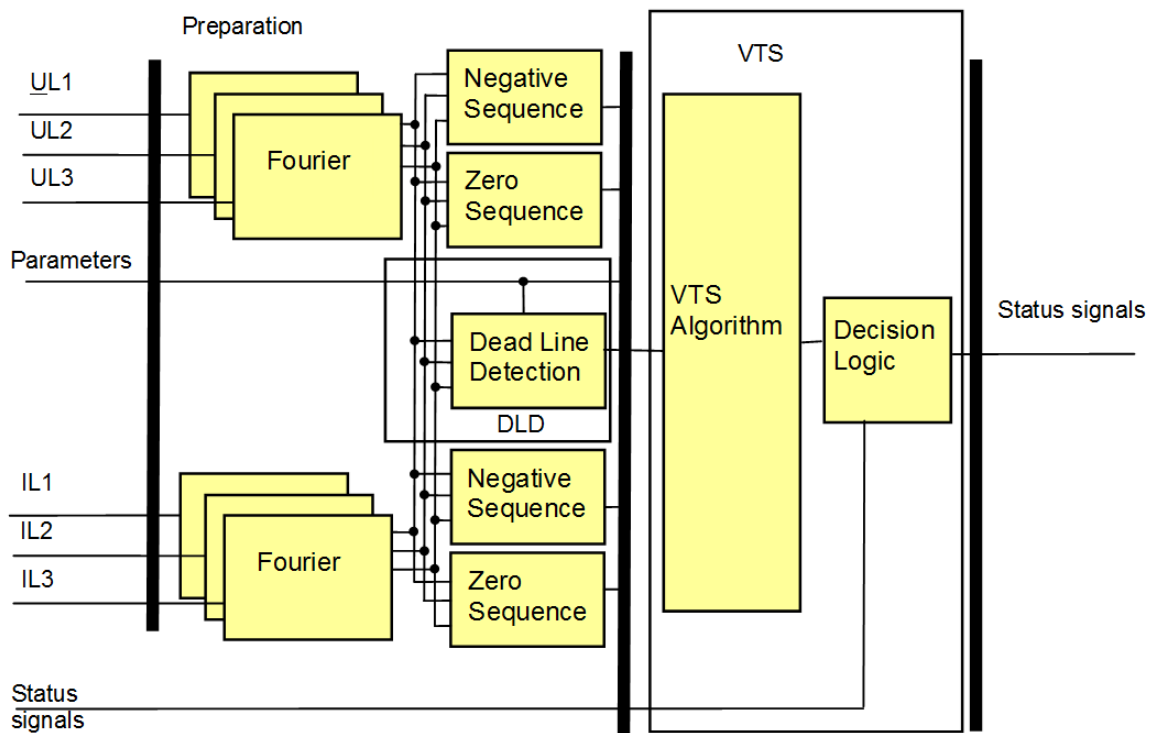 Preparation
UL1
UL2
UL3
Fourier
Negative
Sequence
Zero
Sequence
VTS
Parameters
Dead Line
Detection
DLD
VTS
Algorithm
Decision
Logic
Status signals
IL1
IL2
IL3
Fourier
Negative
Sequence
Zero
Sequence
Status
signals